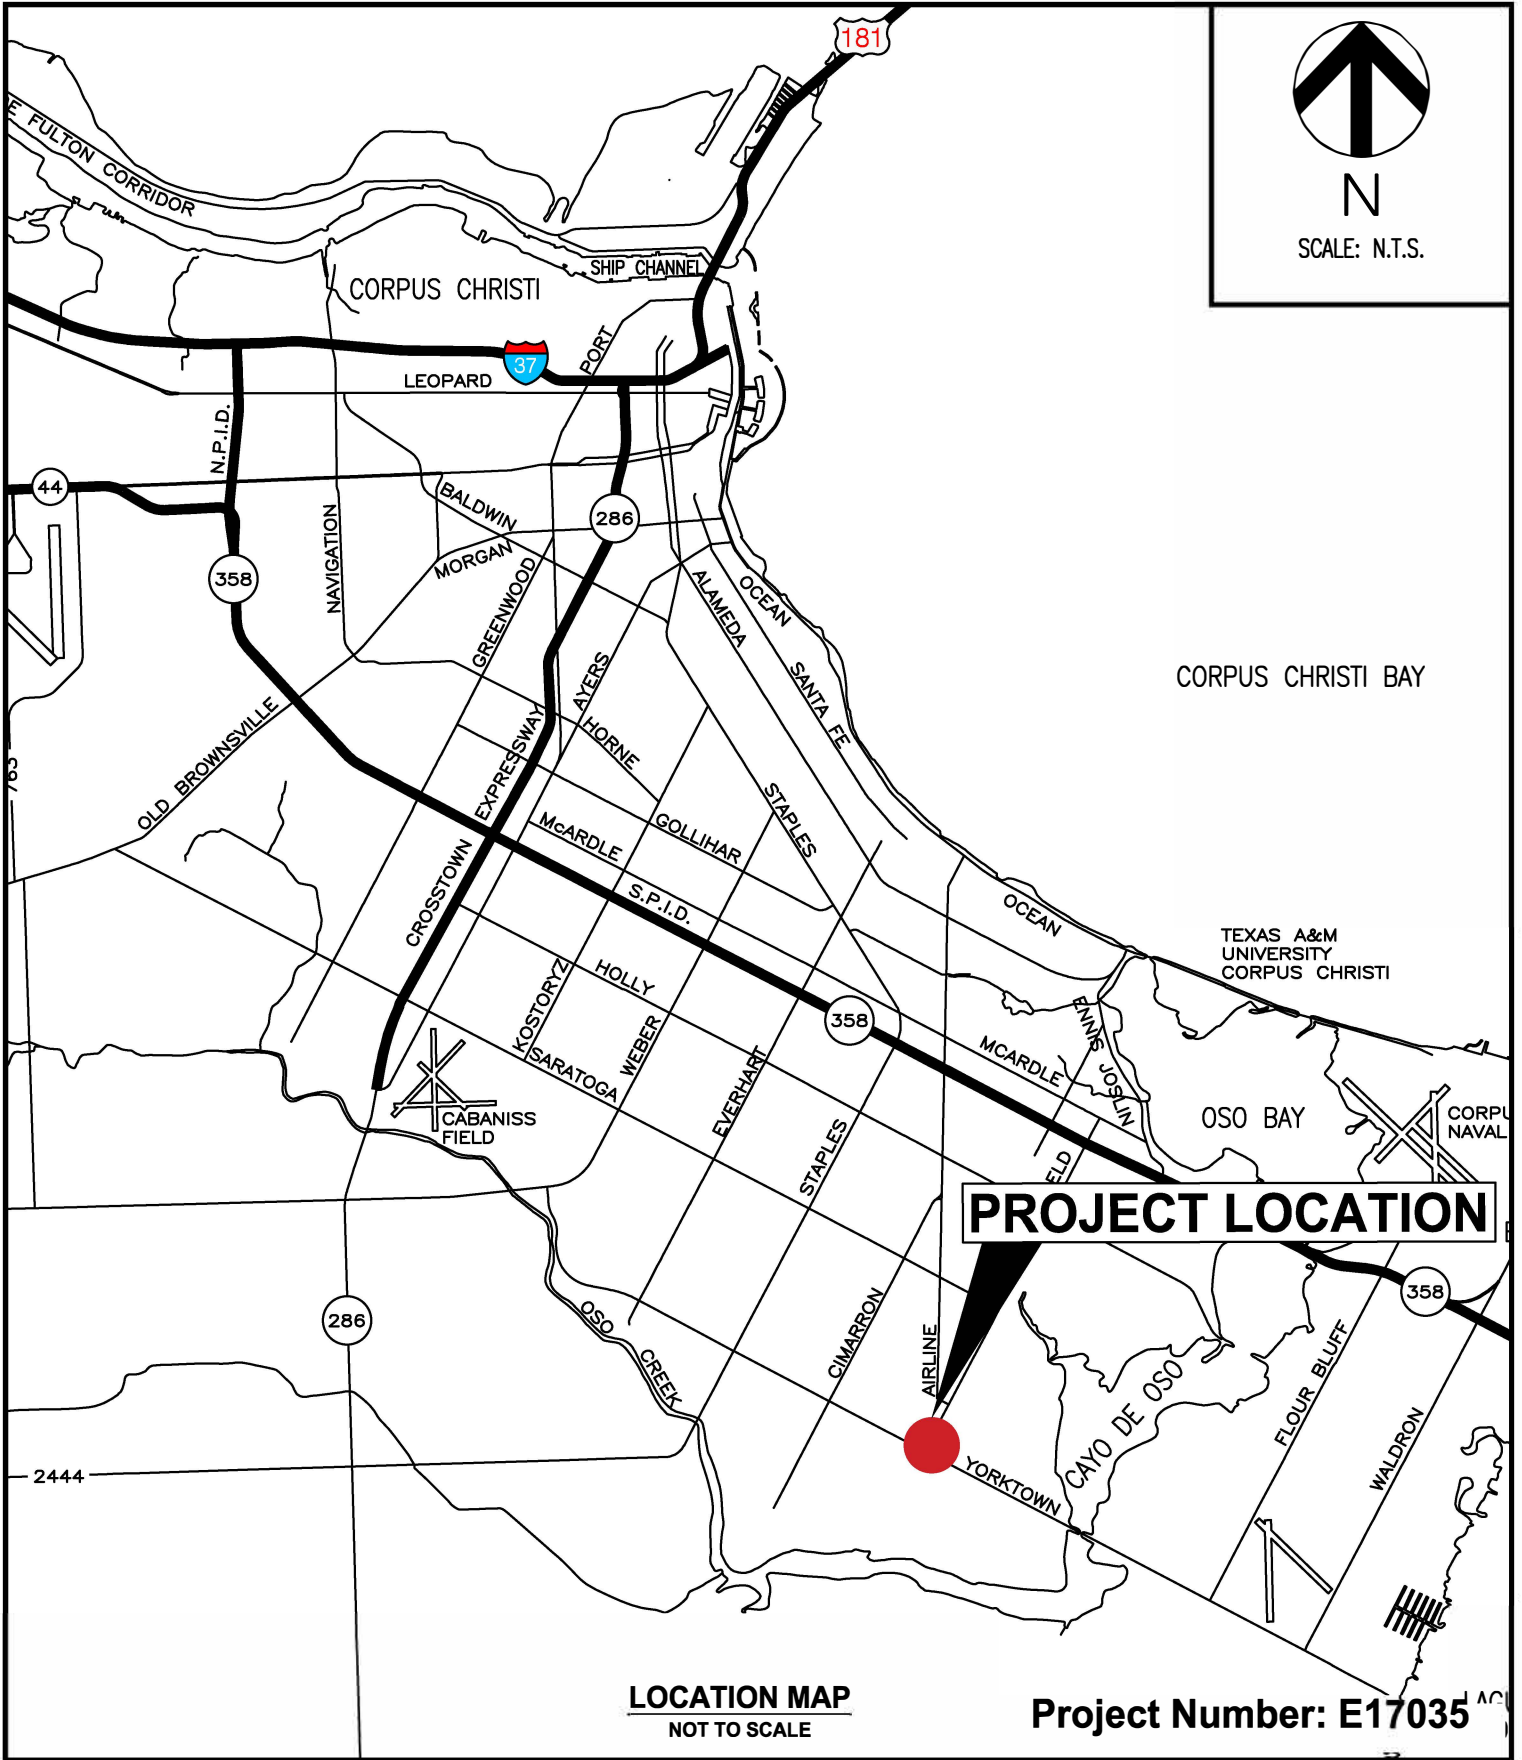 181
N
SCALE: N.T.S.
E FULTON CORRIDOR
SHIP CHANNEL
CORPUS CHRISTI
PORT
37
LEOPARD
N.P.I.D.
44
BALDWIN
286
NAVIGATION
MORGAN
358
GREENWOOD
ALAMEDA
OCEAN
AYERS
SANTA FE
CORPUS CHRISTI BAY
OLD BROWNSVILLE
EXPRESSWAY
HORNE
STAPLES
McARDLE
GOLLIHAR
CROSSTOWN
S.P.I.D.
OCEAN
TEXAS A&M
UNIVERSITY
CORPUS CHRISTI
HOLLY
KOSTORYZ
WEBER
358
ENNIS JOSLIN
MCARDLE
SARATOGA
EVERHART
OSO BAY
CABANISS
FIELD
CORPU
NAVAL
STAPLES
ELD
PROJECT LOCATION
286
OSO CREEK
CIMARRON
AIRLINE
358
FLOUR BLUFF
CAYO DE OSO
WALDRON
2444
YORKTOWN
LOCATION MAP
NOT TO SCALE
Project Number: E17035